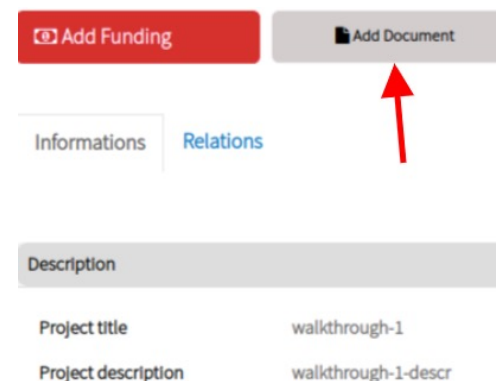 Add Funding
Add Document
Informations
Relations
Description
Project title
walkthrough-1
Project description
walkthrough-1-descr